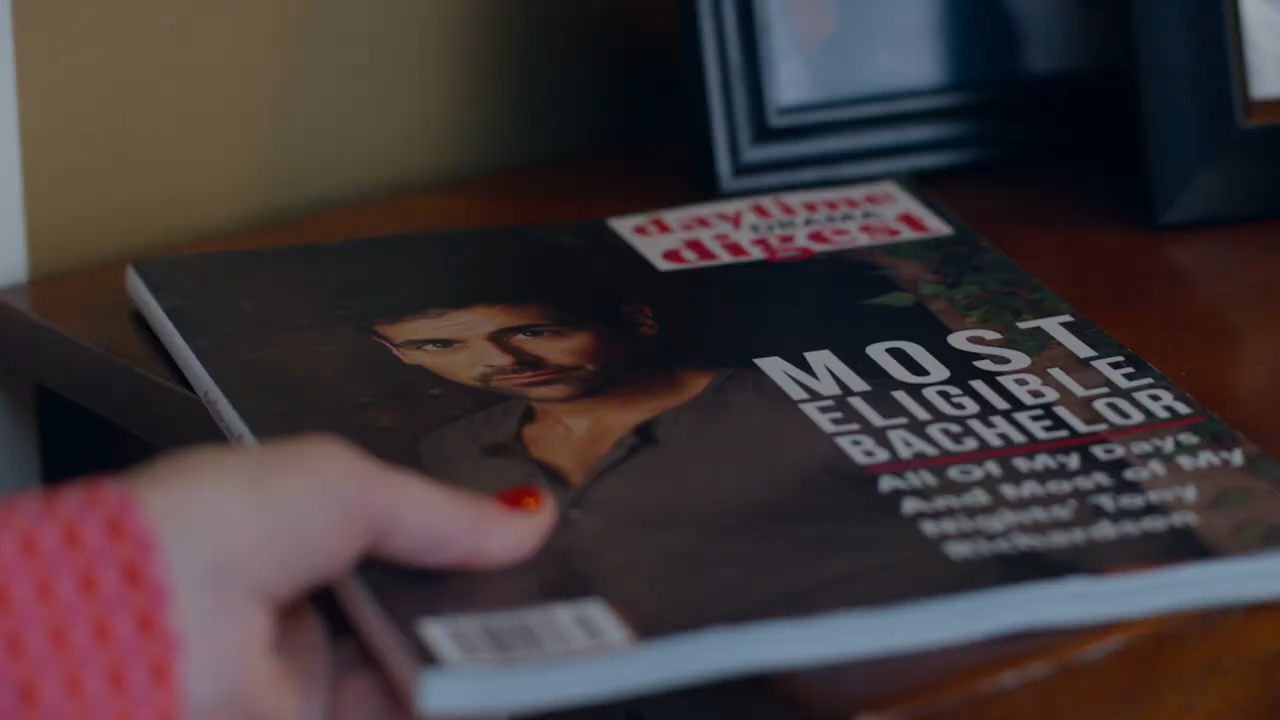 daytime
DRAMA
digest
MOST
ELIGIBLE
BACHELOR
All Of My Days
And Most of My
Nights' Tony
Richardson